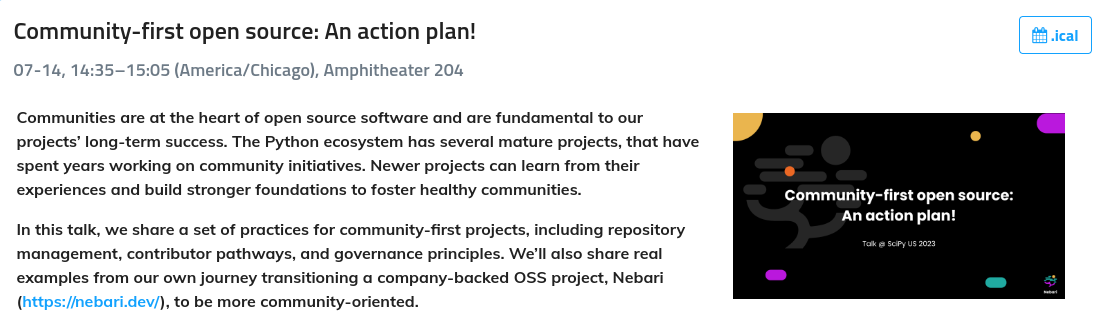 Community-first open source: An action plan!
.ical
07-14, 14:35–15:05 (America/Chicago), Amphitheater 204
Communities are at the heart of open source software and are fundamental to our
projects’ long-term success. The Python ecosystem has several mature projects, that have
spent years working on community initiatives. Newer projects can learn from their
experiences and build stronger foundations to foster healthy communities.
In this talk, we share a set of practices for community-first projects, including repository
management, contributor pathways, and governance principles. We’ll also share real
examples from our own journey transitioning a company-backed OSS project, Nebari
(https://nebari.dev/), to be more community-oriented.
Community-first open source:
An action plan!
Talk @ SciPy US 2023
Nebari